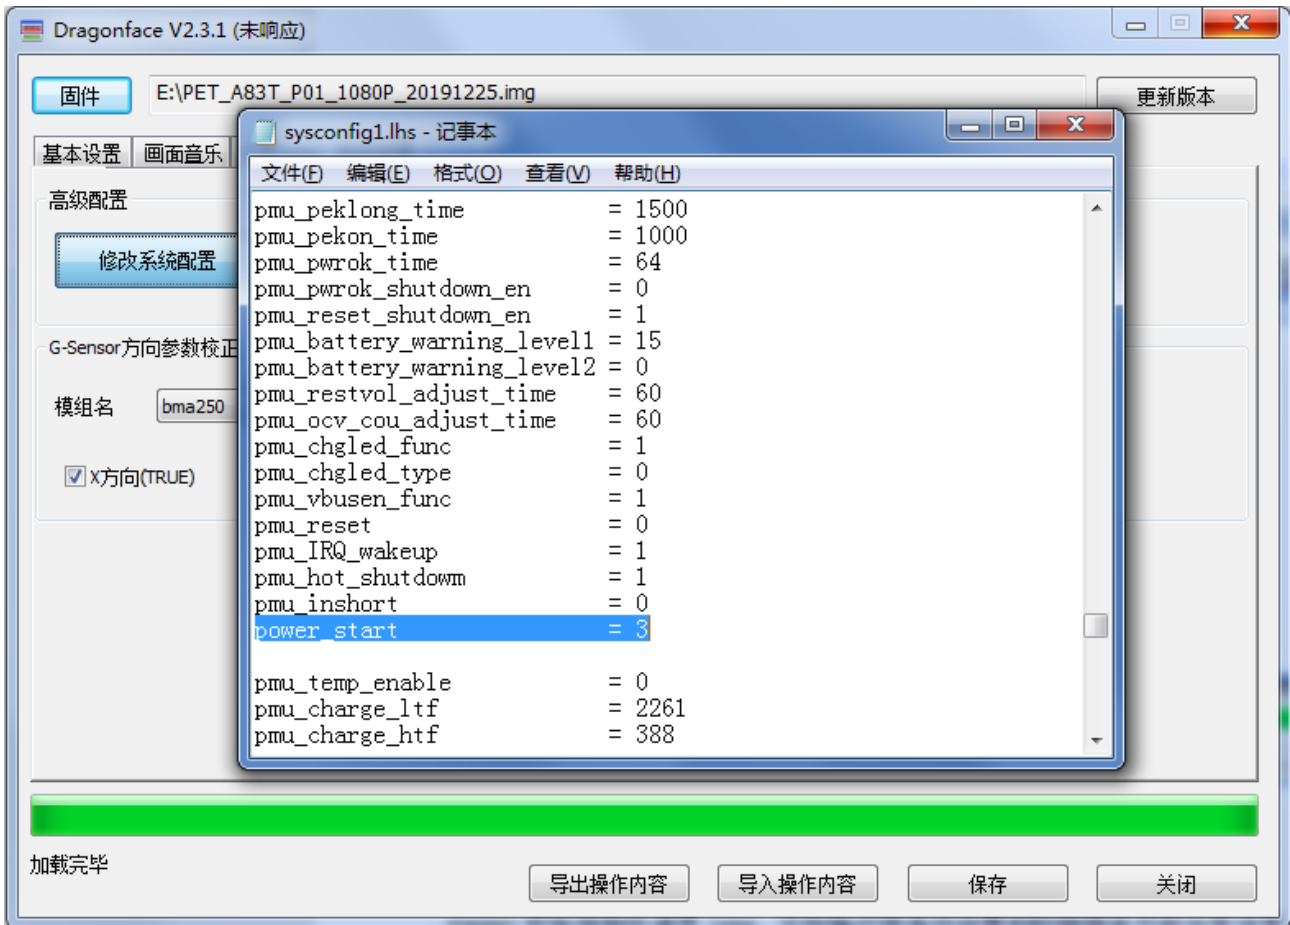 Dragonface V2.3.1 (未响应)
固件
E:\PET_A83T_P01_1080P_20191225.img
更新版本
基本设置
画面音乐
高级配置
修改系统配置
G-Sensor方向参数校正
模组名
bma250
X方向(TRUE)
sysconfig1.lhs - 记事本
文件(F) 编辑(E) 格式(O) 查看(V) 帮助(H)
pmu_peklong_time = 1500
pmu_pekon_time = 1000
pmu_pwrok_time = 64
pmu_pwrok_shutdown_en = 0
pmu_reset_shutdown_en = 1
pmu_battery_warning_level1 = 15
pmu_battery_warning_level2 = 0
pmu_restvol_adjust_time = 60
pmu_ocv_cou_adjust_time = 60
pmu_chgled_func = 1
pmu_chgled_type = 0
pmu_vbusen_func = 1
pmu_reset = 0
pmu_IRQ_wakeup = 1
pmu_hot_shutdowm = 1
pmu_inshort = 0
power_start = 3
pmu_temp_enable = 0
pmu_charge_ltf = 2261
pmu_charge_htf = 388
加载完毕
导出操作内容
导入操作内容
保存
关闭